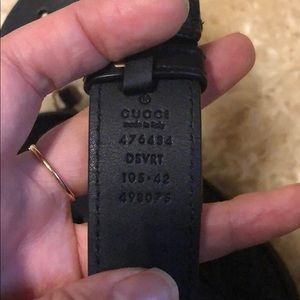 GUCCI
made in Italy
476434
DSVRT
105·42
498075